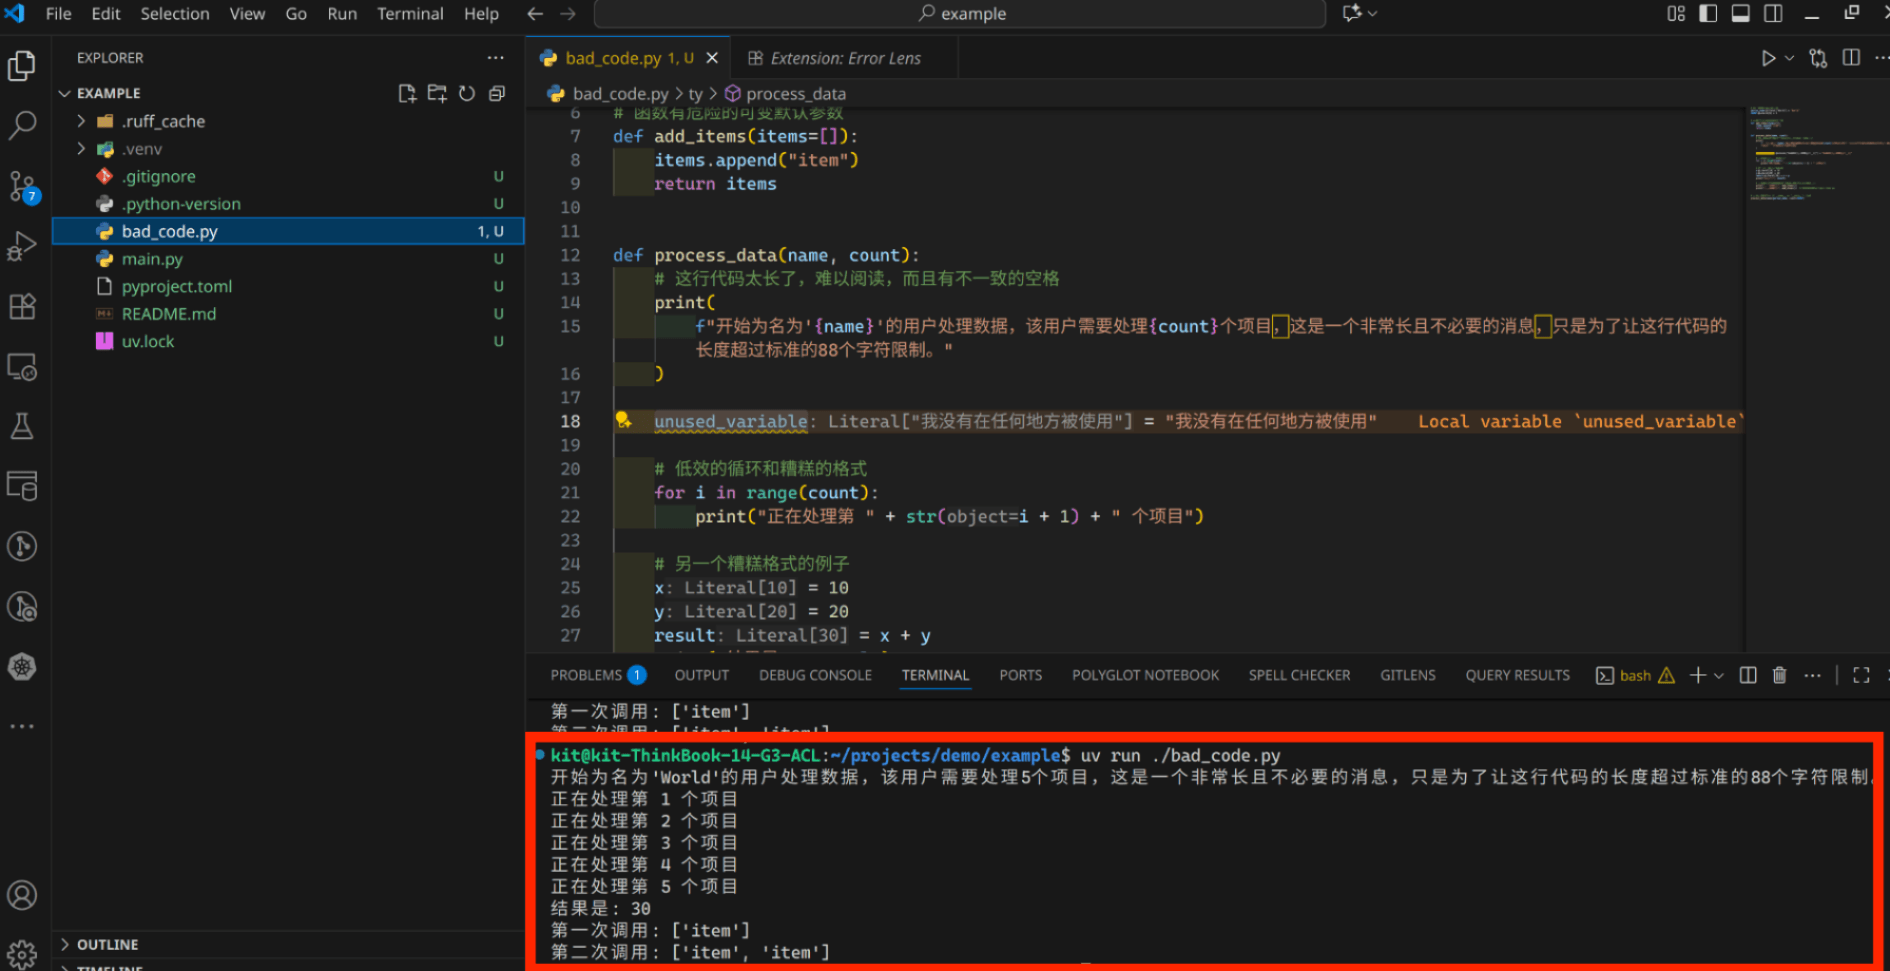 File Edit Selection View Go Run Terminal Help example
EXPLORER
EXAMPLE
.ruff_cache
.venv
.gitignore U
.python-version U
bad_code.py 1, U
main.py U
pyproject.toml U
README.md U
uv.lock U
7
OUTLINE
TIMELINE
bad_code.py 1, U Extension: Error Lens
bad_code.py > ty > process_data
6 # 函数有危险的可变默认参数
7 def add_items(items=[]):
8 items.append("item")
9 return items
10
11
12 def process_data(name, count):
13 # 这行代码太长了，难以阅读，而且有不一致的空格
14 print(
15 f"开始为名为'{name}'的用户处理数据，该用户需要处理{count}个项目，这是一个非常长且不必要的消息，只是为了让这行代码的
长度超过标准的88个字符限制。"
16 )
17
18 unused_variable: Literal["我没有在任何地方被使用"] = "我没有在任何地方被使用" Local variable `unused_variable`
19
20 # 低效的循环和糟糕的格式
21 for i in range(count):
22 print("正在处理第 " + str(object=i + 1) + " 个项目")
23
24 # 另一个糟糕格式的例子
25 x: Literal[10] = 10
26 y: Literal[20] = 20
27 result: Literal[30] = x + y
PROBLEMS 1 OUTPUT DEBUG CONSOLE TERMINAL PORTS POLYGLOT NOTEBOOK SPELL CHECKER GITLENS QUERY RESULTS bash
第一次调用: ['item']
第二次调用: ['item', 'item']
kit@kit-ThinkBook-14-G3-ACL:~/projects/demo/example$ uv run ./bad_code.py
开始为名为'World'的用户处理数据，该用户需要处理5个项目，这是一个非常长且不必要的消息，只是为了让这行代码的长度超过标准的88个字符限制。
正在处理第 1 个项目
正在处理第 2 个项目
正在处理第 3 个项目
正在处理第 4 个项目
正在处理第 5 个项目
结果是: 30
第一次调用: ['item']
第二次调用: ['item', 'item']